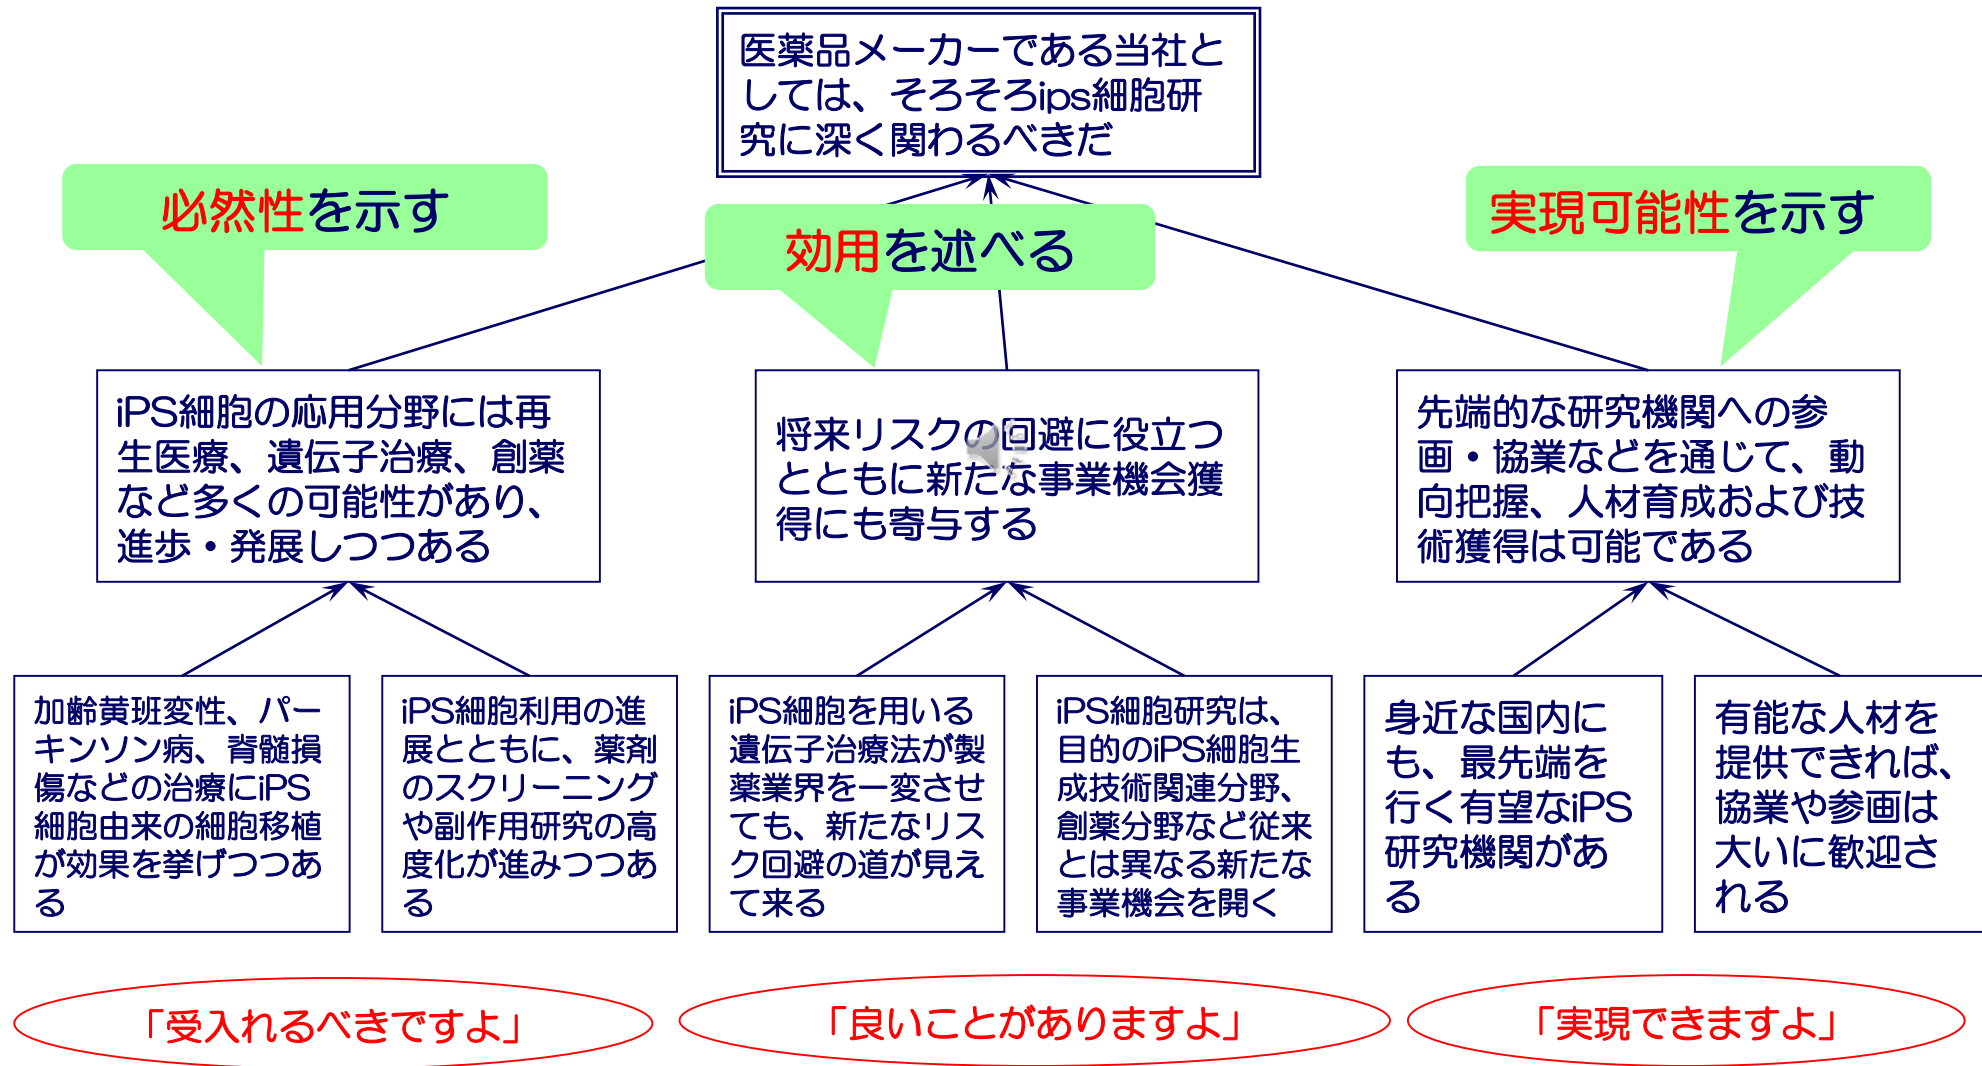 医薬品メーカーである当社と
しては、そろそろips細胞研
究に深く関わるべきだ
必然性を示す
効用を述べる
実現可能性を示す
iPS細胞の応用分野には再
生医療、遺伝子治療、創薬
など多くの可能性があり、
進歩・発展しつつある
将来リスクの回避に役立つ
とともに新たな事業機会獲
得にも寄与する
先端的な研究機関への参
画・協業などを通じて、動
向把握、人材育成および技
術獲得は可能である
加齢黄斑変性、パー
キンソン病、脊髄損
傷などの治療にiPS
細胞由来の細胞移植
が効果を挙げつつあ
る
iPS細胞利用の進
展とともに、薬剤
のスクリーニング
や副作用研究の高
度化が進みつつあ
る
iPS細胞を用いる
遺伝子治療法が製
薬業界を一変させ
ても、新たなリス
ク回避の道が見え
て来る
iPS細胞研究は、
目的のiPS細胞生
成技術関連分野、
創薬分野など従来
とは異なる新たな
事業機会を開く
身近な国内に
も、最先端を
行く有望なiPS
研究機関があ
る
有能な人材を
提供できれば、
協業や参画は
大いに歓迎さ
れる
「受入れるべきですよ」
「良いことがありますよ」
「実現できますよ」